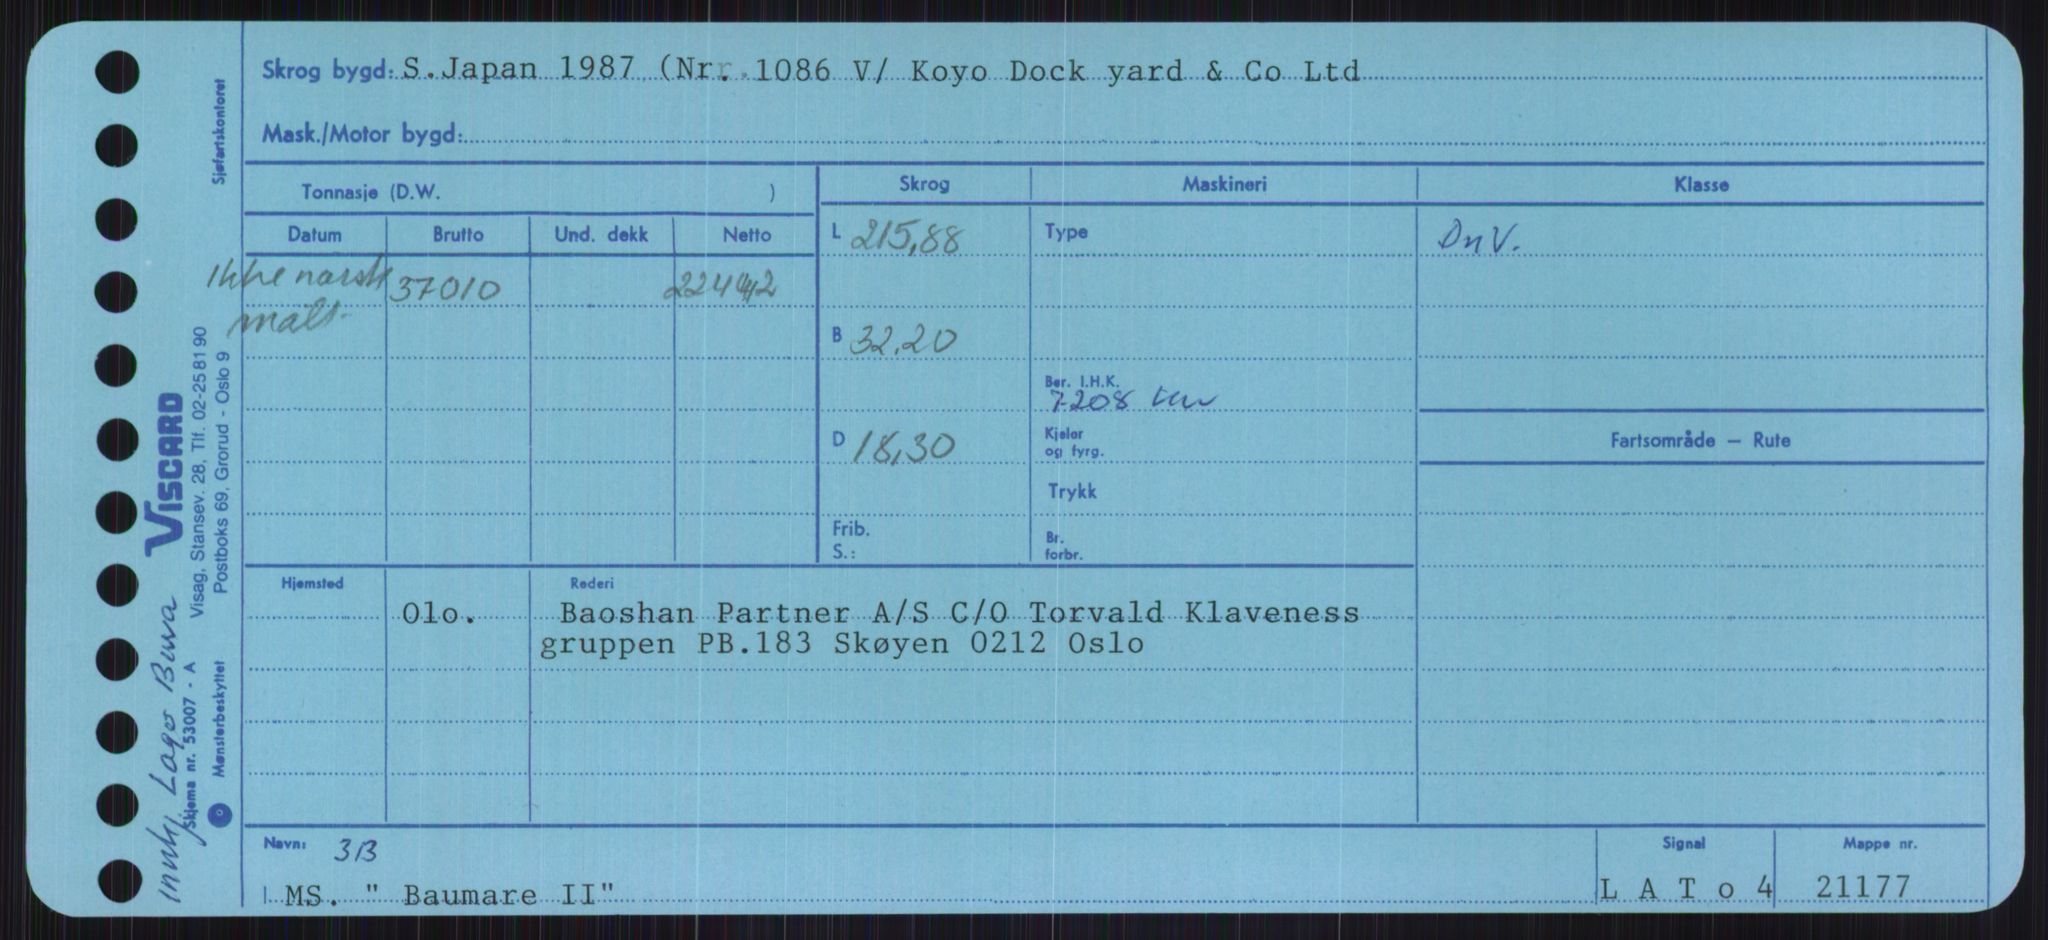 Skrog bygd: S.Japan 1987 (Nr. 1086 V/ Koyo Dock yard & Co Ltd
Mask./Motor bygd:
Tonnasje (D.W. )
Datum Brutto Und. dekk Netto
Ikke norsk målt. 37010 22442
Skrog
L 215,88
B 32,20
D 18,30
Frib.
S.:
Maskineri
Type
Ber. I.H.K.
7208 kw
Kjeler
og fyrg.
Trykk
Br.
forbr.
Klasse
DnV.
Fartsområde — Rute
Hjemsted Rederi
Olo. Baoshan Partner A/S C/O Torvald Klaveness
gruppen PB.183 Skøyen 0212 Oslo
Navn: 3B
MS. " Baumare II"
Signal
L A T o 4
Mappe nr.
21177
Sjøfartskontoret
VISCARD
Visag, Stansev. 28, Tlf. 02-25 81 90
Postboks 69, Grorud - Oslo 9
Skjema nr. 53007 - A
Mønsterbeskyttet
Lager